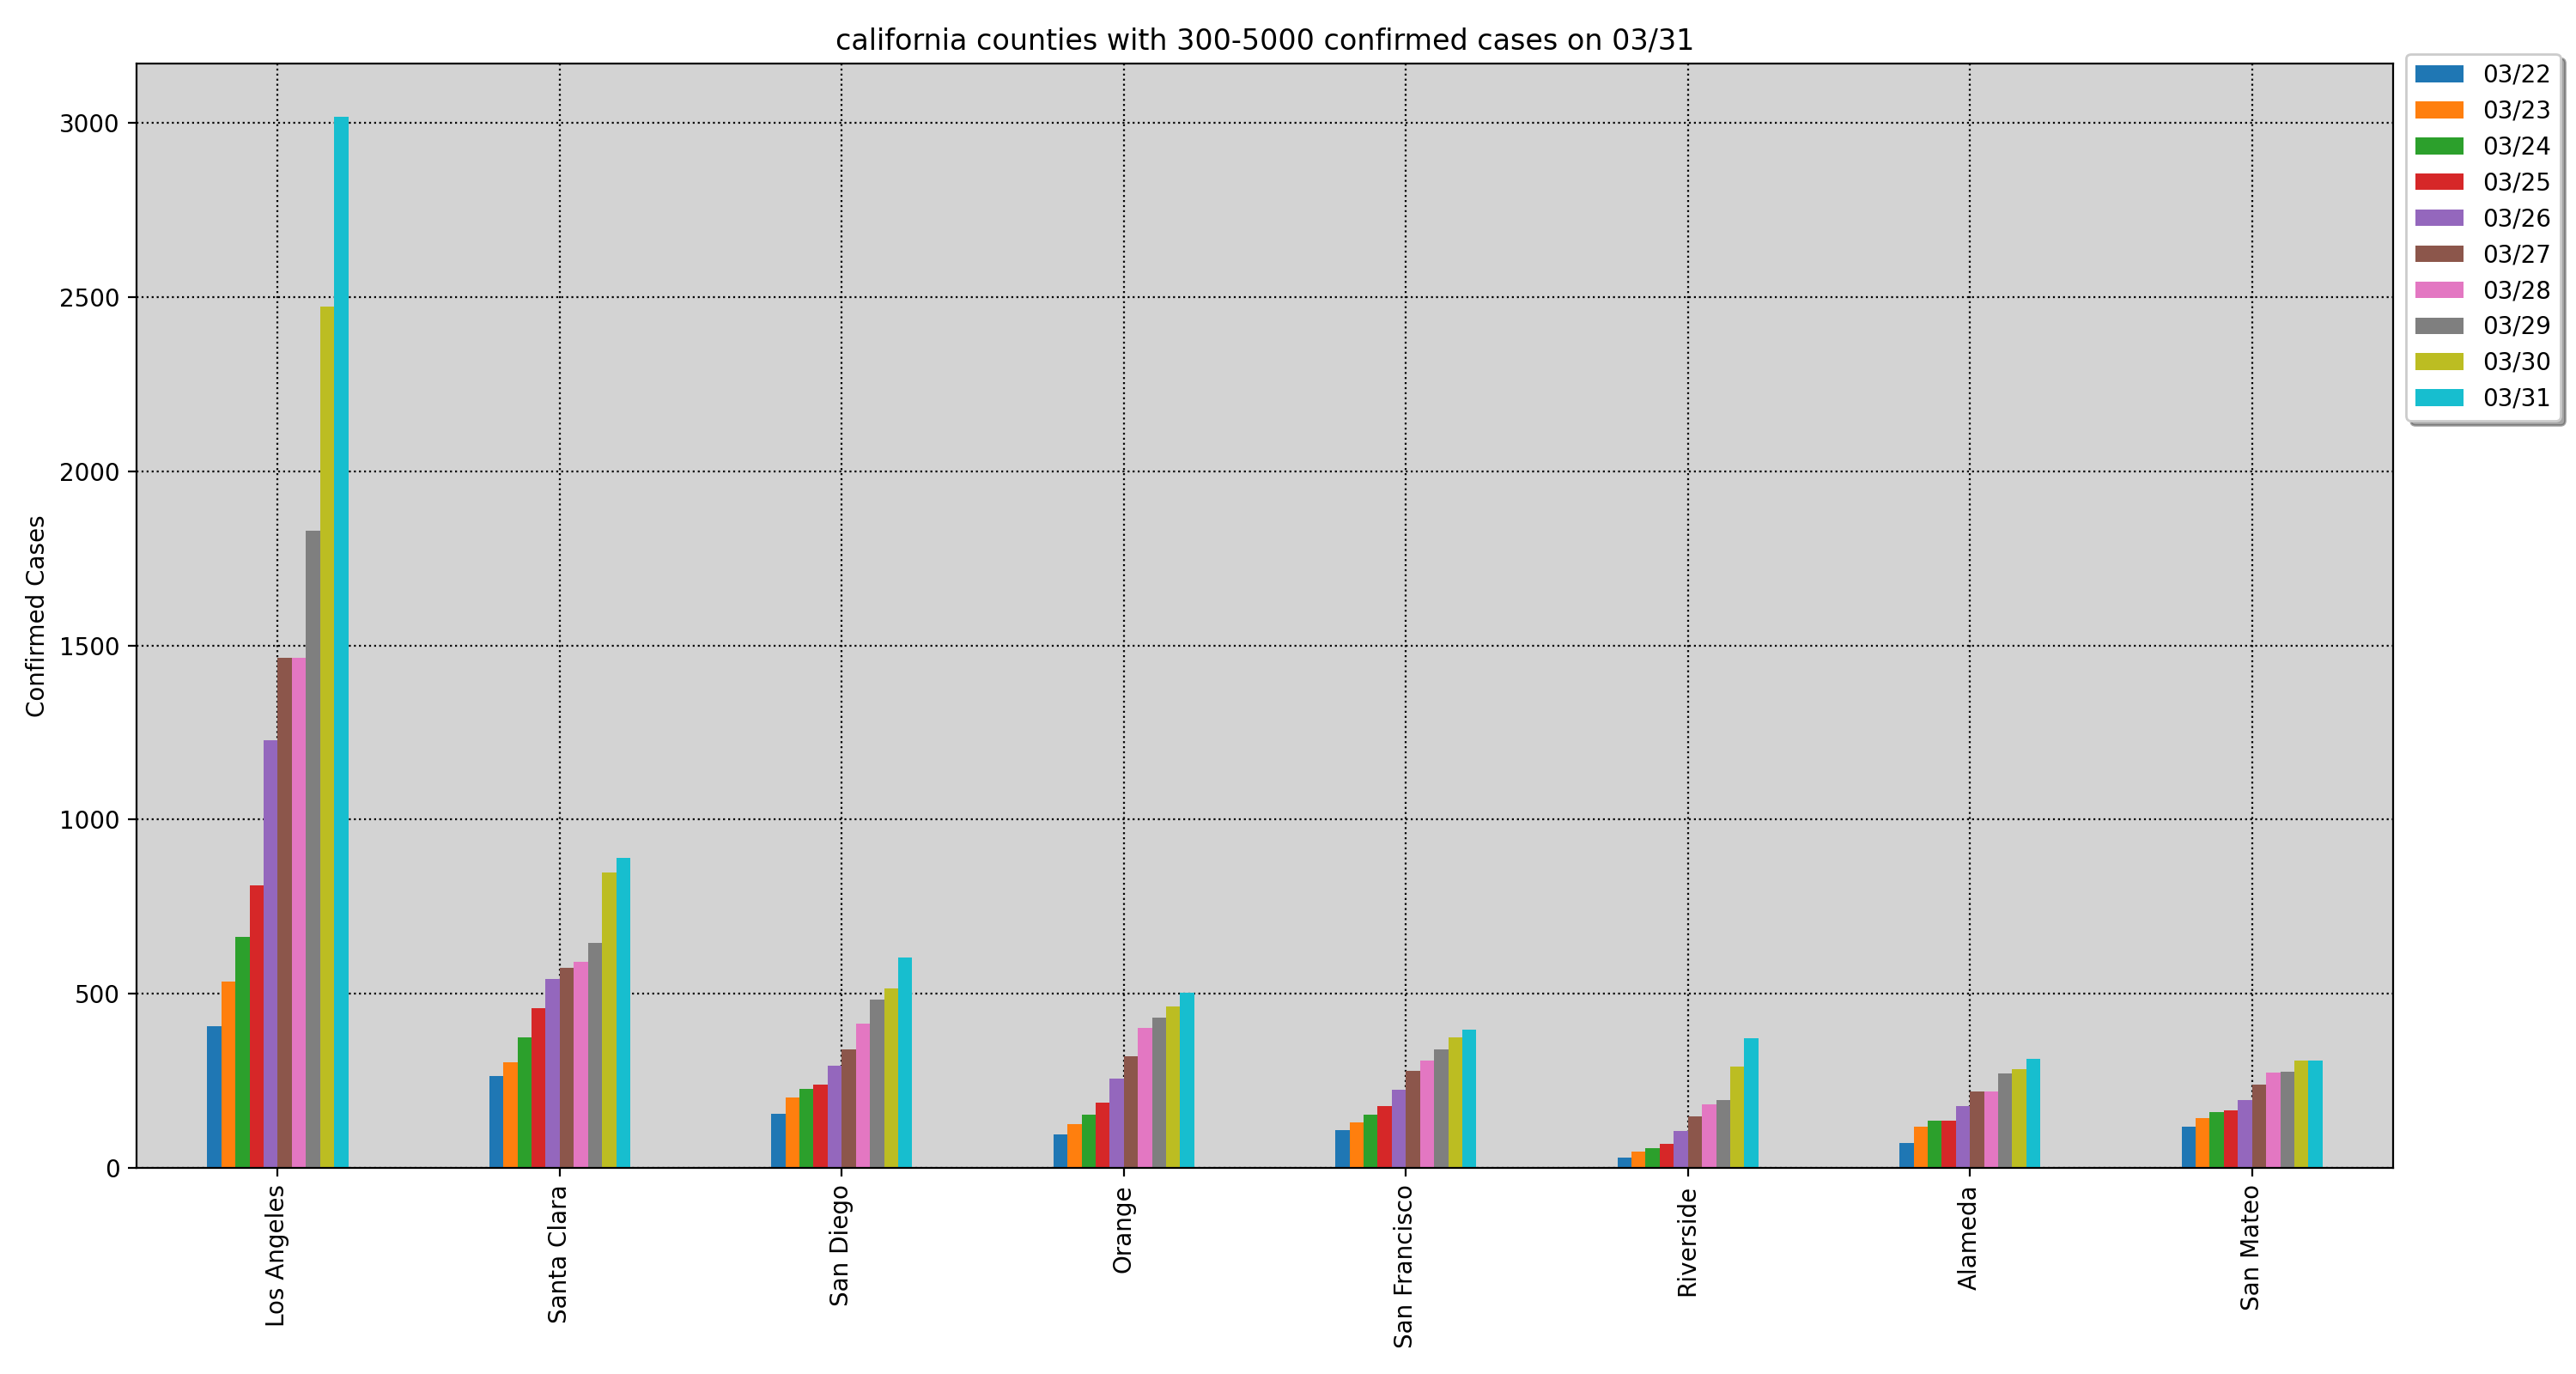 california counties with 300-5000 confirmed cases on 03/31
03/22
03/23
03/24
03/25
03/26
03/27
03/28
03/29
03/30
03/31
Confirmed Cases
3000
2500
2000
1500
1000
500
0
Los Angeles
Santa Clara
San Diego
Orange
San Francisco
Riverside
Alameda
San Mateo